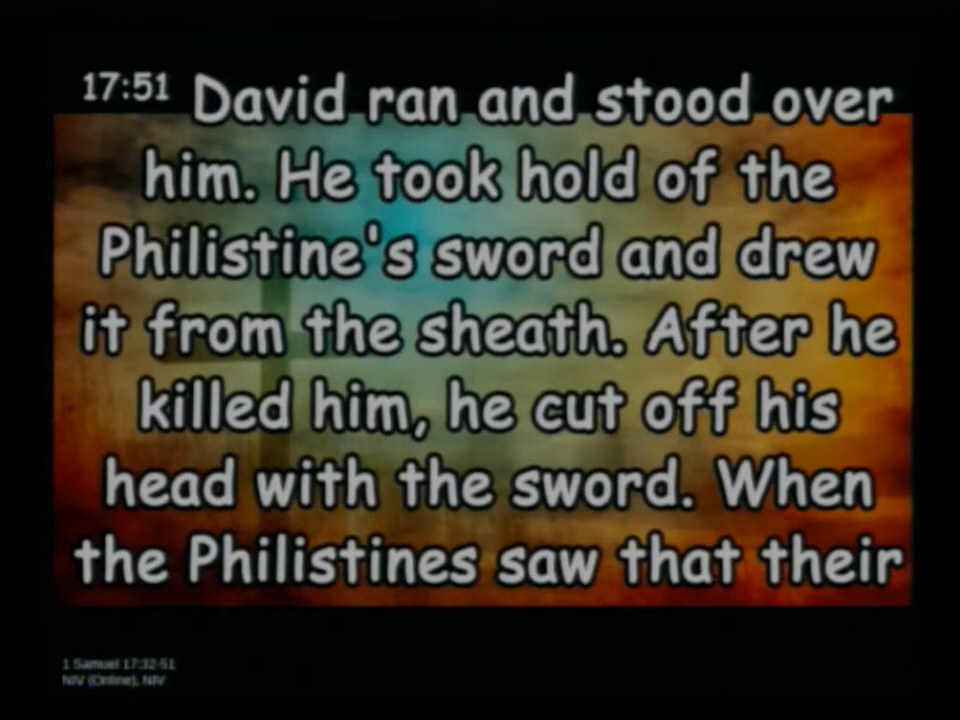 17:51 David ran and stood over
him. He took hold of the
Philistine's sword and drew
it from the sheath. After he
killed him, he cut off his
head with the sword. When
the Philistines saw that their
1 Samuel 17:32-51
NIV (Online), NIV